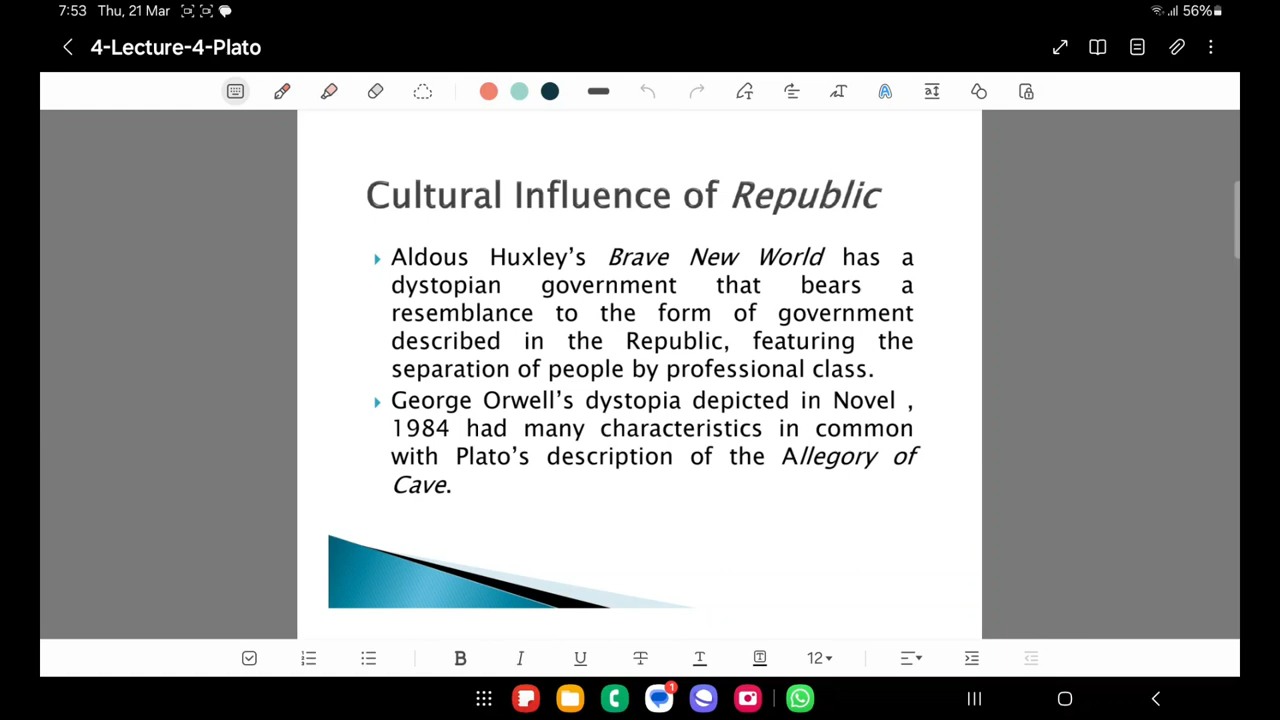 7:53 Thu, 21 Mar 56%
4-Lecture-4-Plato
Cultural Influence of Republic
Aldous Huxley's Brave New World has a
dystopian government that bears a
resemblance to the form of government
described in the Republic, featuring the
separation of people by professional class.
George Orwell's dystopia depicted in Novel ,
1984 had many characteristics in common
with Plato's description of the Allegory of
Cave.
B I U T T T 12
1